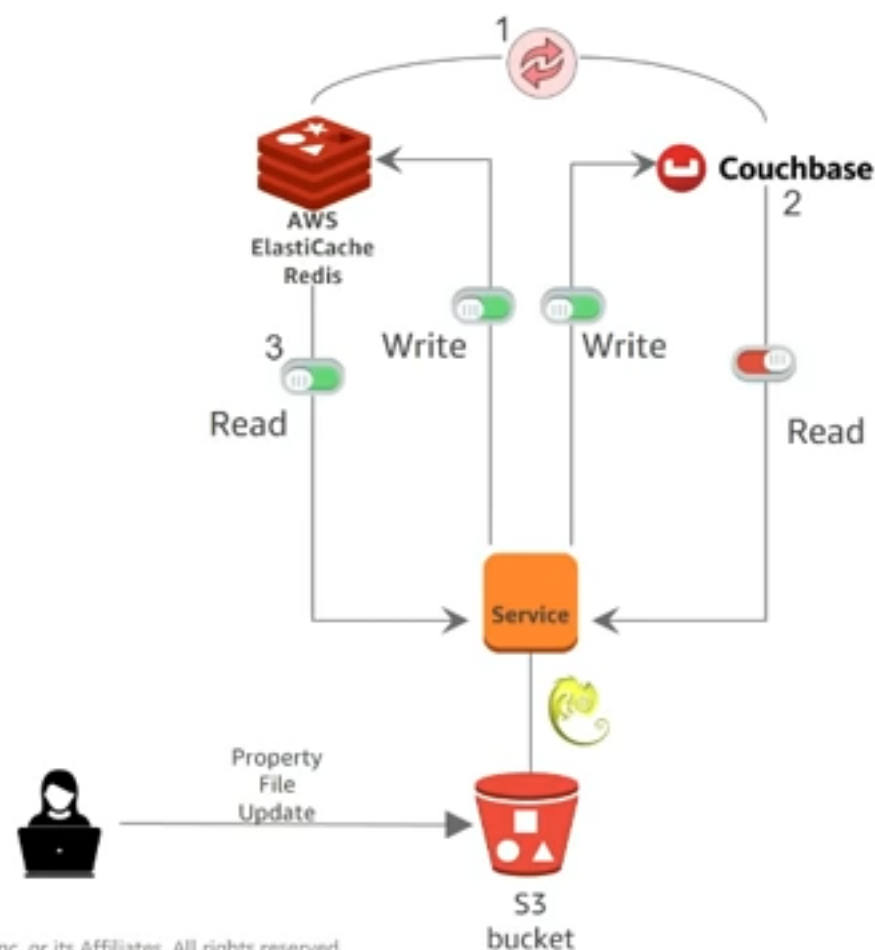 1
Couchbase
2
AWS
ElastiCache
Redis
3
Write
Write
Read
Read
Service
Property
File
Update
S3
bucket
nc. or its Affiliates. All rights reserved